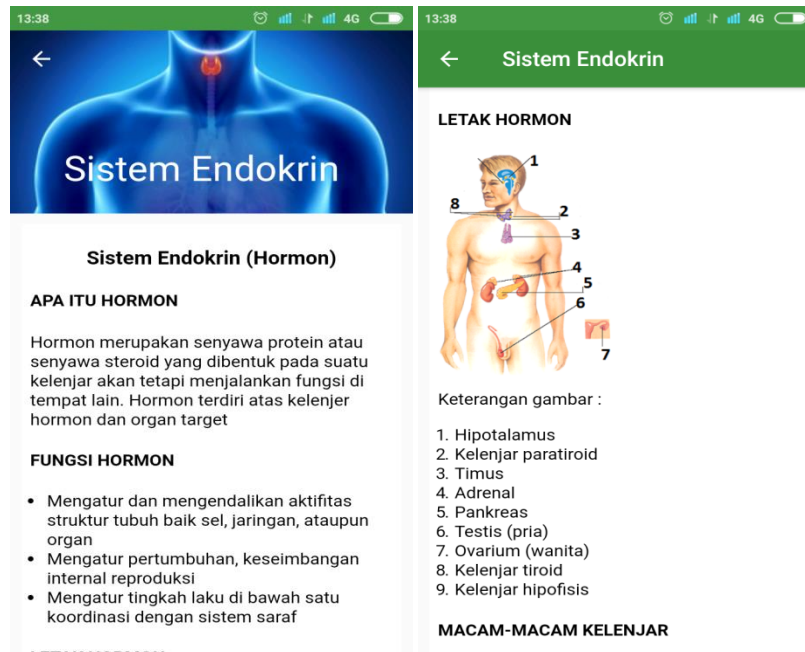 13:38
4G
Sistem Endokrin
Sistem Endokrin (Hormon)
APA ITU HORMON
Hormon merupakan senyawa protein atau
senyawa steroid yang dibentuk pada suatu
kelenjar akan tetapi menjalankan fungsi di
tempat lain. Hormon terdiri atas kelenjer
hormon dan organ target
FUNGSI HORMON
• Mengatur dan mengendalikan aktifitas
struktur tubuh baik sel, jaringan, ataupun
organ
• Mengatur pertumbuhan, keseimbangan
internal reproduksi
• Mengatur tingkah laku di bawah satu
koordinasi dengan sistem saraf
13:38
4G
Sistem Endokrin
LETAK HORMON
1
8
2
3
4
5
6
7
Keterangan gambar :
1. Hipotalamus
2. Kelenjar paratiroid
3. Timus
4. Adrenal
5. Pankreas
6. Testis (pria)
7. Ovarium (wanita)
8. Kelenjar tiroid
9. Kelenjar hipofisis
MACAM-MACAM KELENJAR